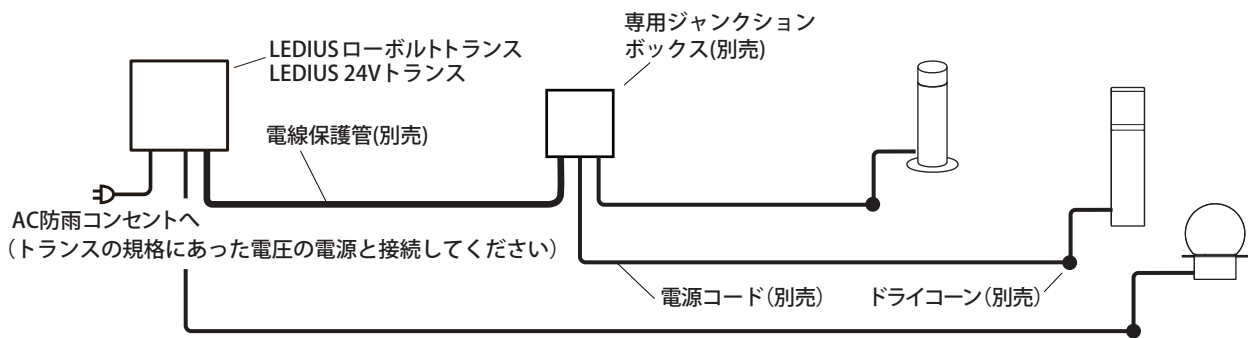 LEDIUSローボルトトランス
LEDIUS 24Vトランス
専用ジャンクション
ボックス(別売)
電線保護管(別売)
AC防雨コンセントへ
（トランスの規格にあった電圧の電源と接続してください）
電源コード（別売）
ドライコーン（別売）